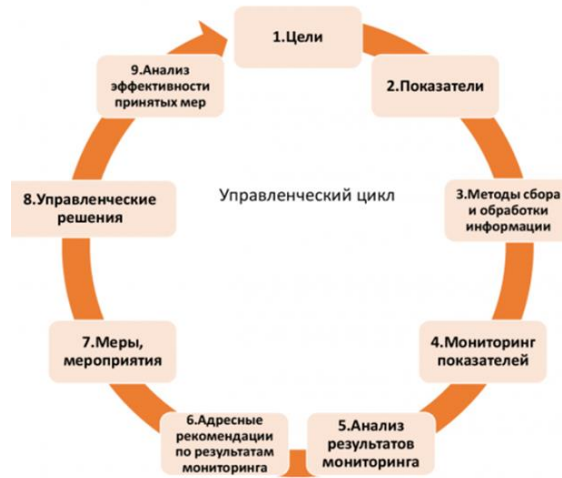 1.Цели
2.Показатели
3.Методы сбора
и обработки
информации
4.Мониторинг
показателей
5.Анализ
результатов
мониторинга
6.Адресные
рекомендации
по результатам
мониторинга
7.Меры,
мероприятия
8.Управленческие
решения
9.Анализ
эффективности
принятых мер
Управленческий цикл